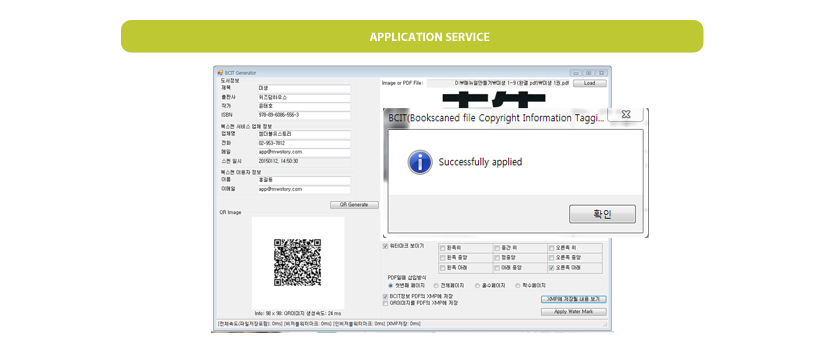 APPLICATION SERVICE
BCIT Generator
도서정보
제목 미생
출판사 위즈덤하우스
작가 윤태호
ISBN 978-89-6086-556-3
북스캔 서비스 업체 정보
업체명
전화 02-953-7812
메일 app@mwstory.com
스캔 일시 20150112, 14:50:30
북스캔 이용자 정보
이름 홍길동
이메일 app@mwstory.com
QR Generate
QR Image
Info: 98 x 98: QR이미지 생성속도: 24 ms
Image or PDF File: D:₩매뉴얼만들기₩미생 1-9 (완결 pdf)₩미생 1권.pdf Load
BCIT(Bookscaned file Copyright Information Taggi...
Successfully applied
확인
워터마크 보이기
왼쪽위 중간 위 오른쪽 위
왼쪽 중앙 정중앙 오른쪽 중앙
왼쪽 아래 아래 중앙 오른쪽 아래
PDF일때 삽입방식
첫번째 페이지 전체페이지 홀수페이지 짝수페이지
BCIT정보 PDF의 XMP에 저장
QR이미지를 PDF의 XMP에 저장
XMP에 저장될 내용 보기
Apply Water Mark
[전체속도(파일저장포함): 0ms] [비저블워터마크: 0ms] [인비저블워터마크: 0ms] [XMP저장: 0ms]